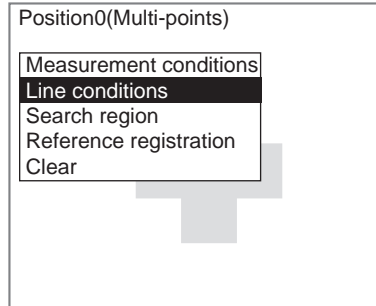 Position0(Multi-points)
Measurement conditions
Line conditions
Search region
Reference registration
Clear